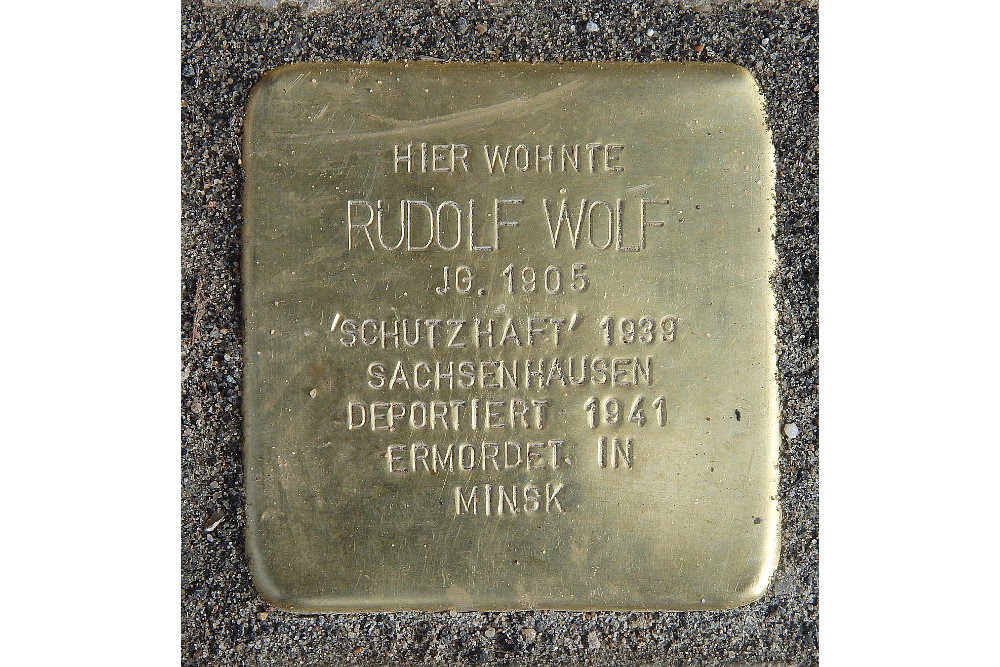 HIER WOHNTE
RUDOLF WOLF
JG. 1905
'SCHUTZHAFT' 1939
SACHSENHAUSEN
DEPORTIERT 1941
ERMORDET IN
MINSK